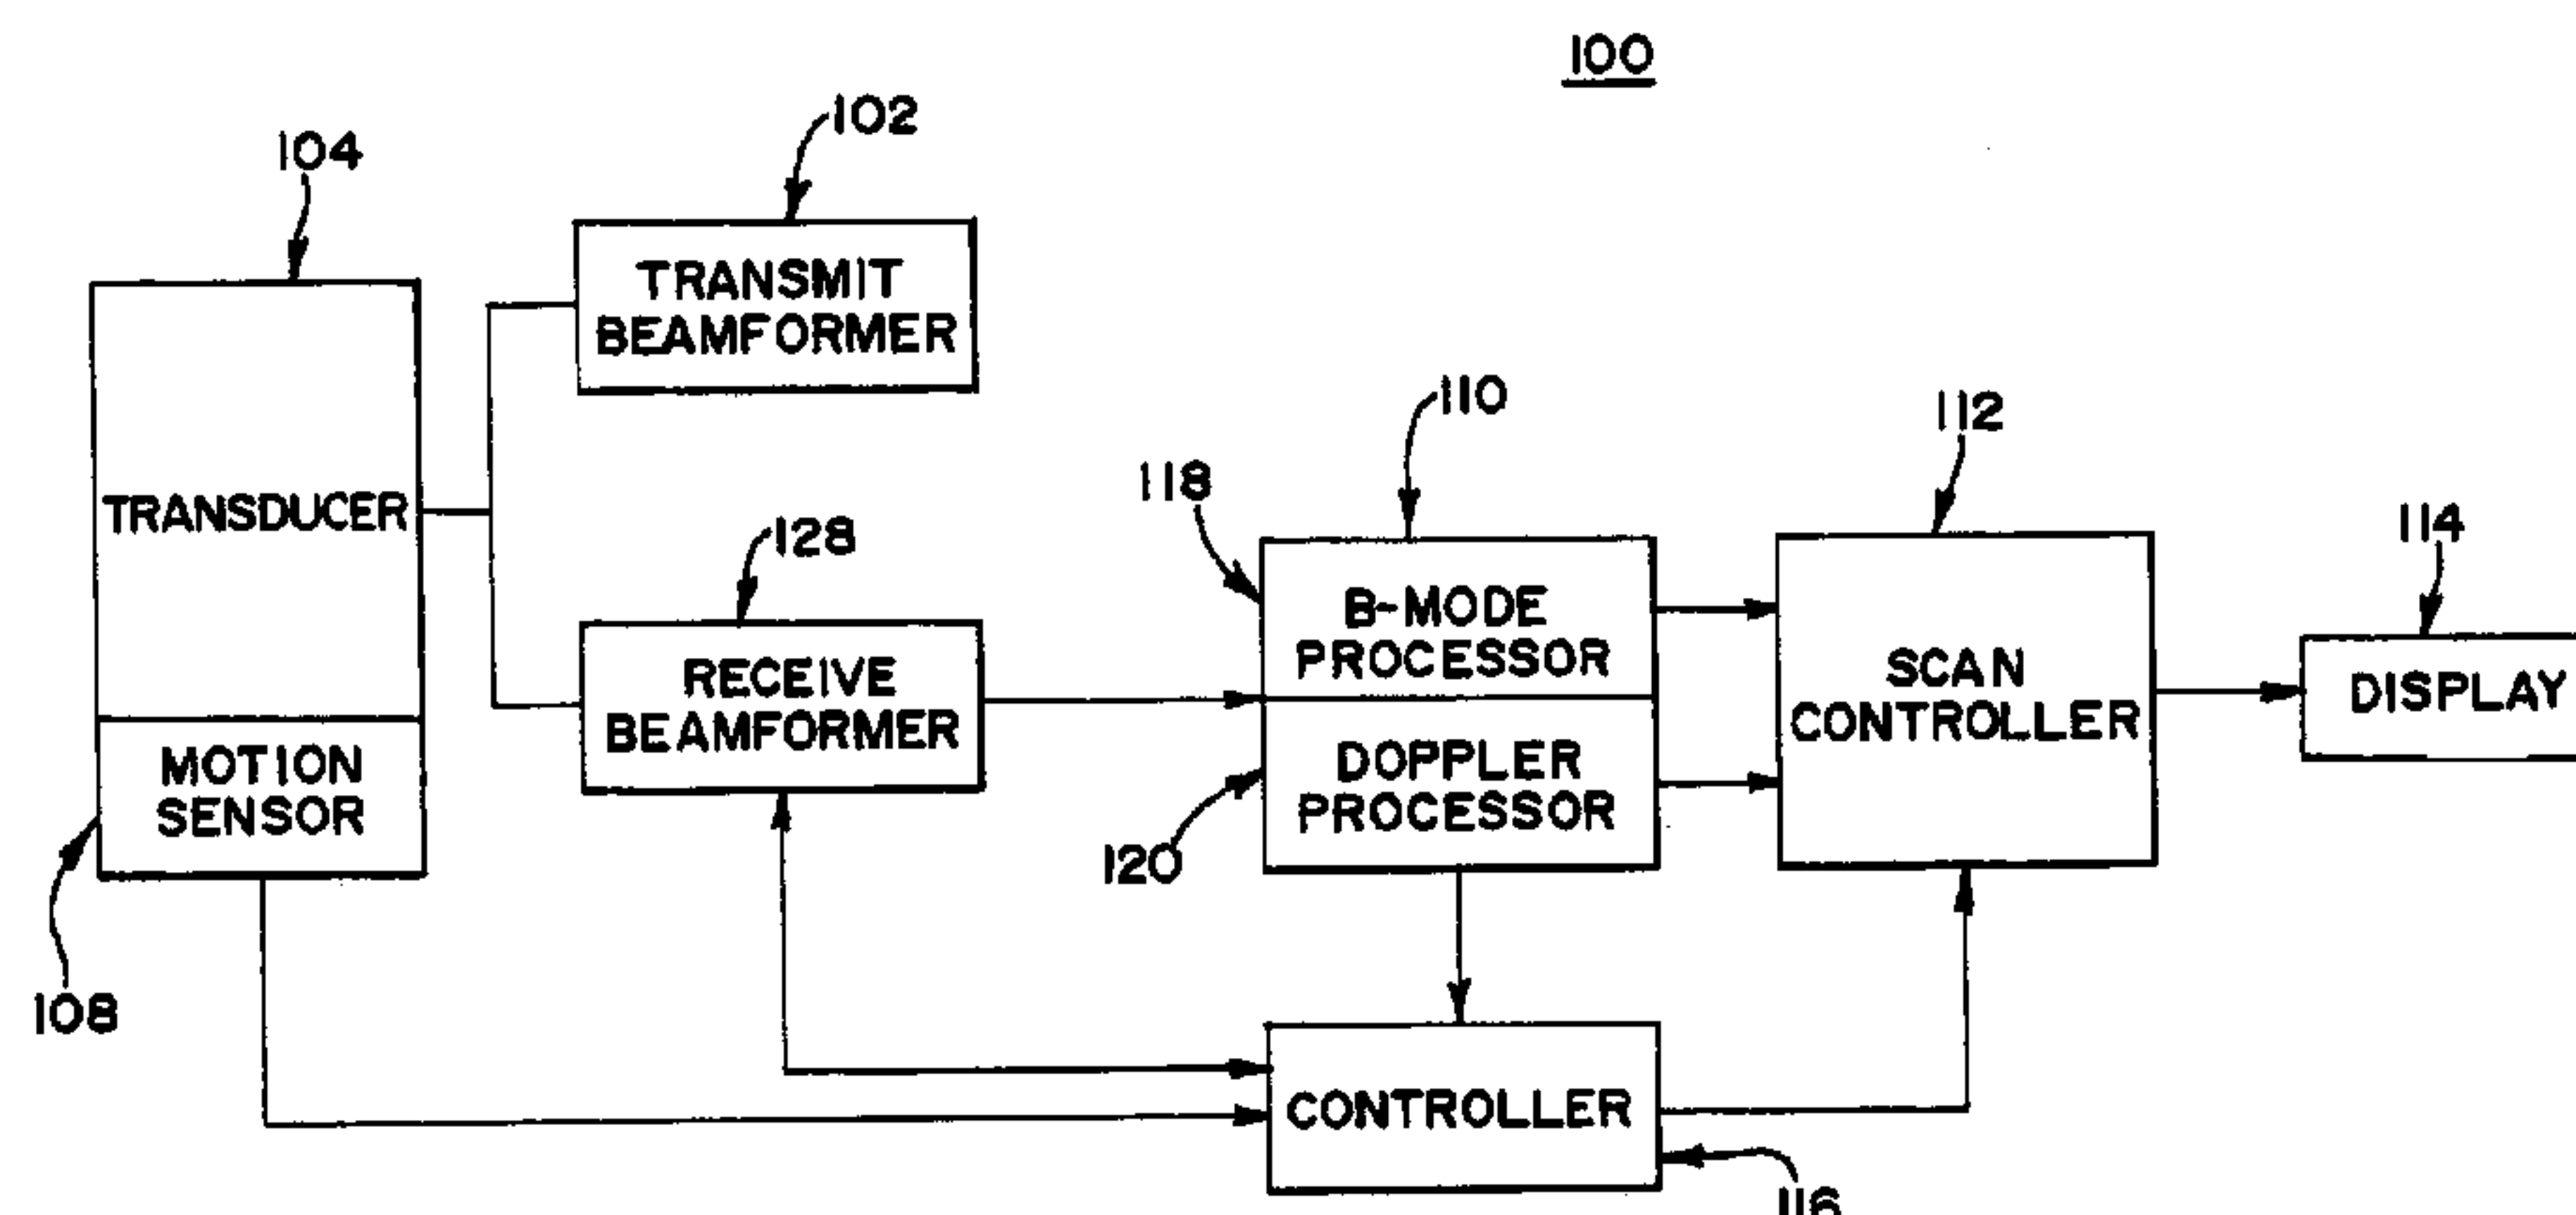 100
102
104
TRANSMIT
BEAMFORMER
110
112
118
114
TRANSDUCER
128
B-MODE
PROCESSOR
RECEIVE
BEAMFORMER
SCAN
CONTROLLER
DISPLAY
MOTION
SENSOR
DOPPLER
PROCESSOR
120
108
CONTROLLER
116